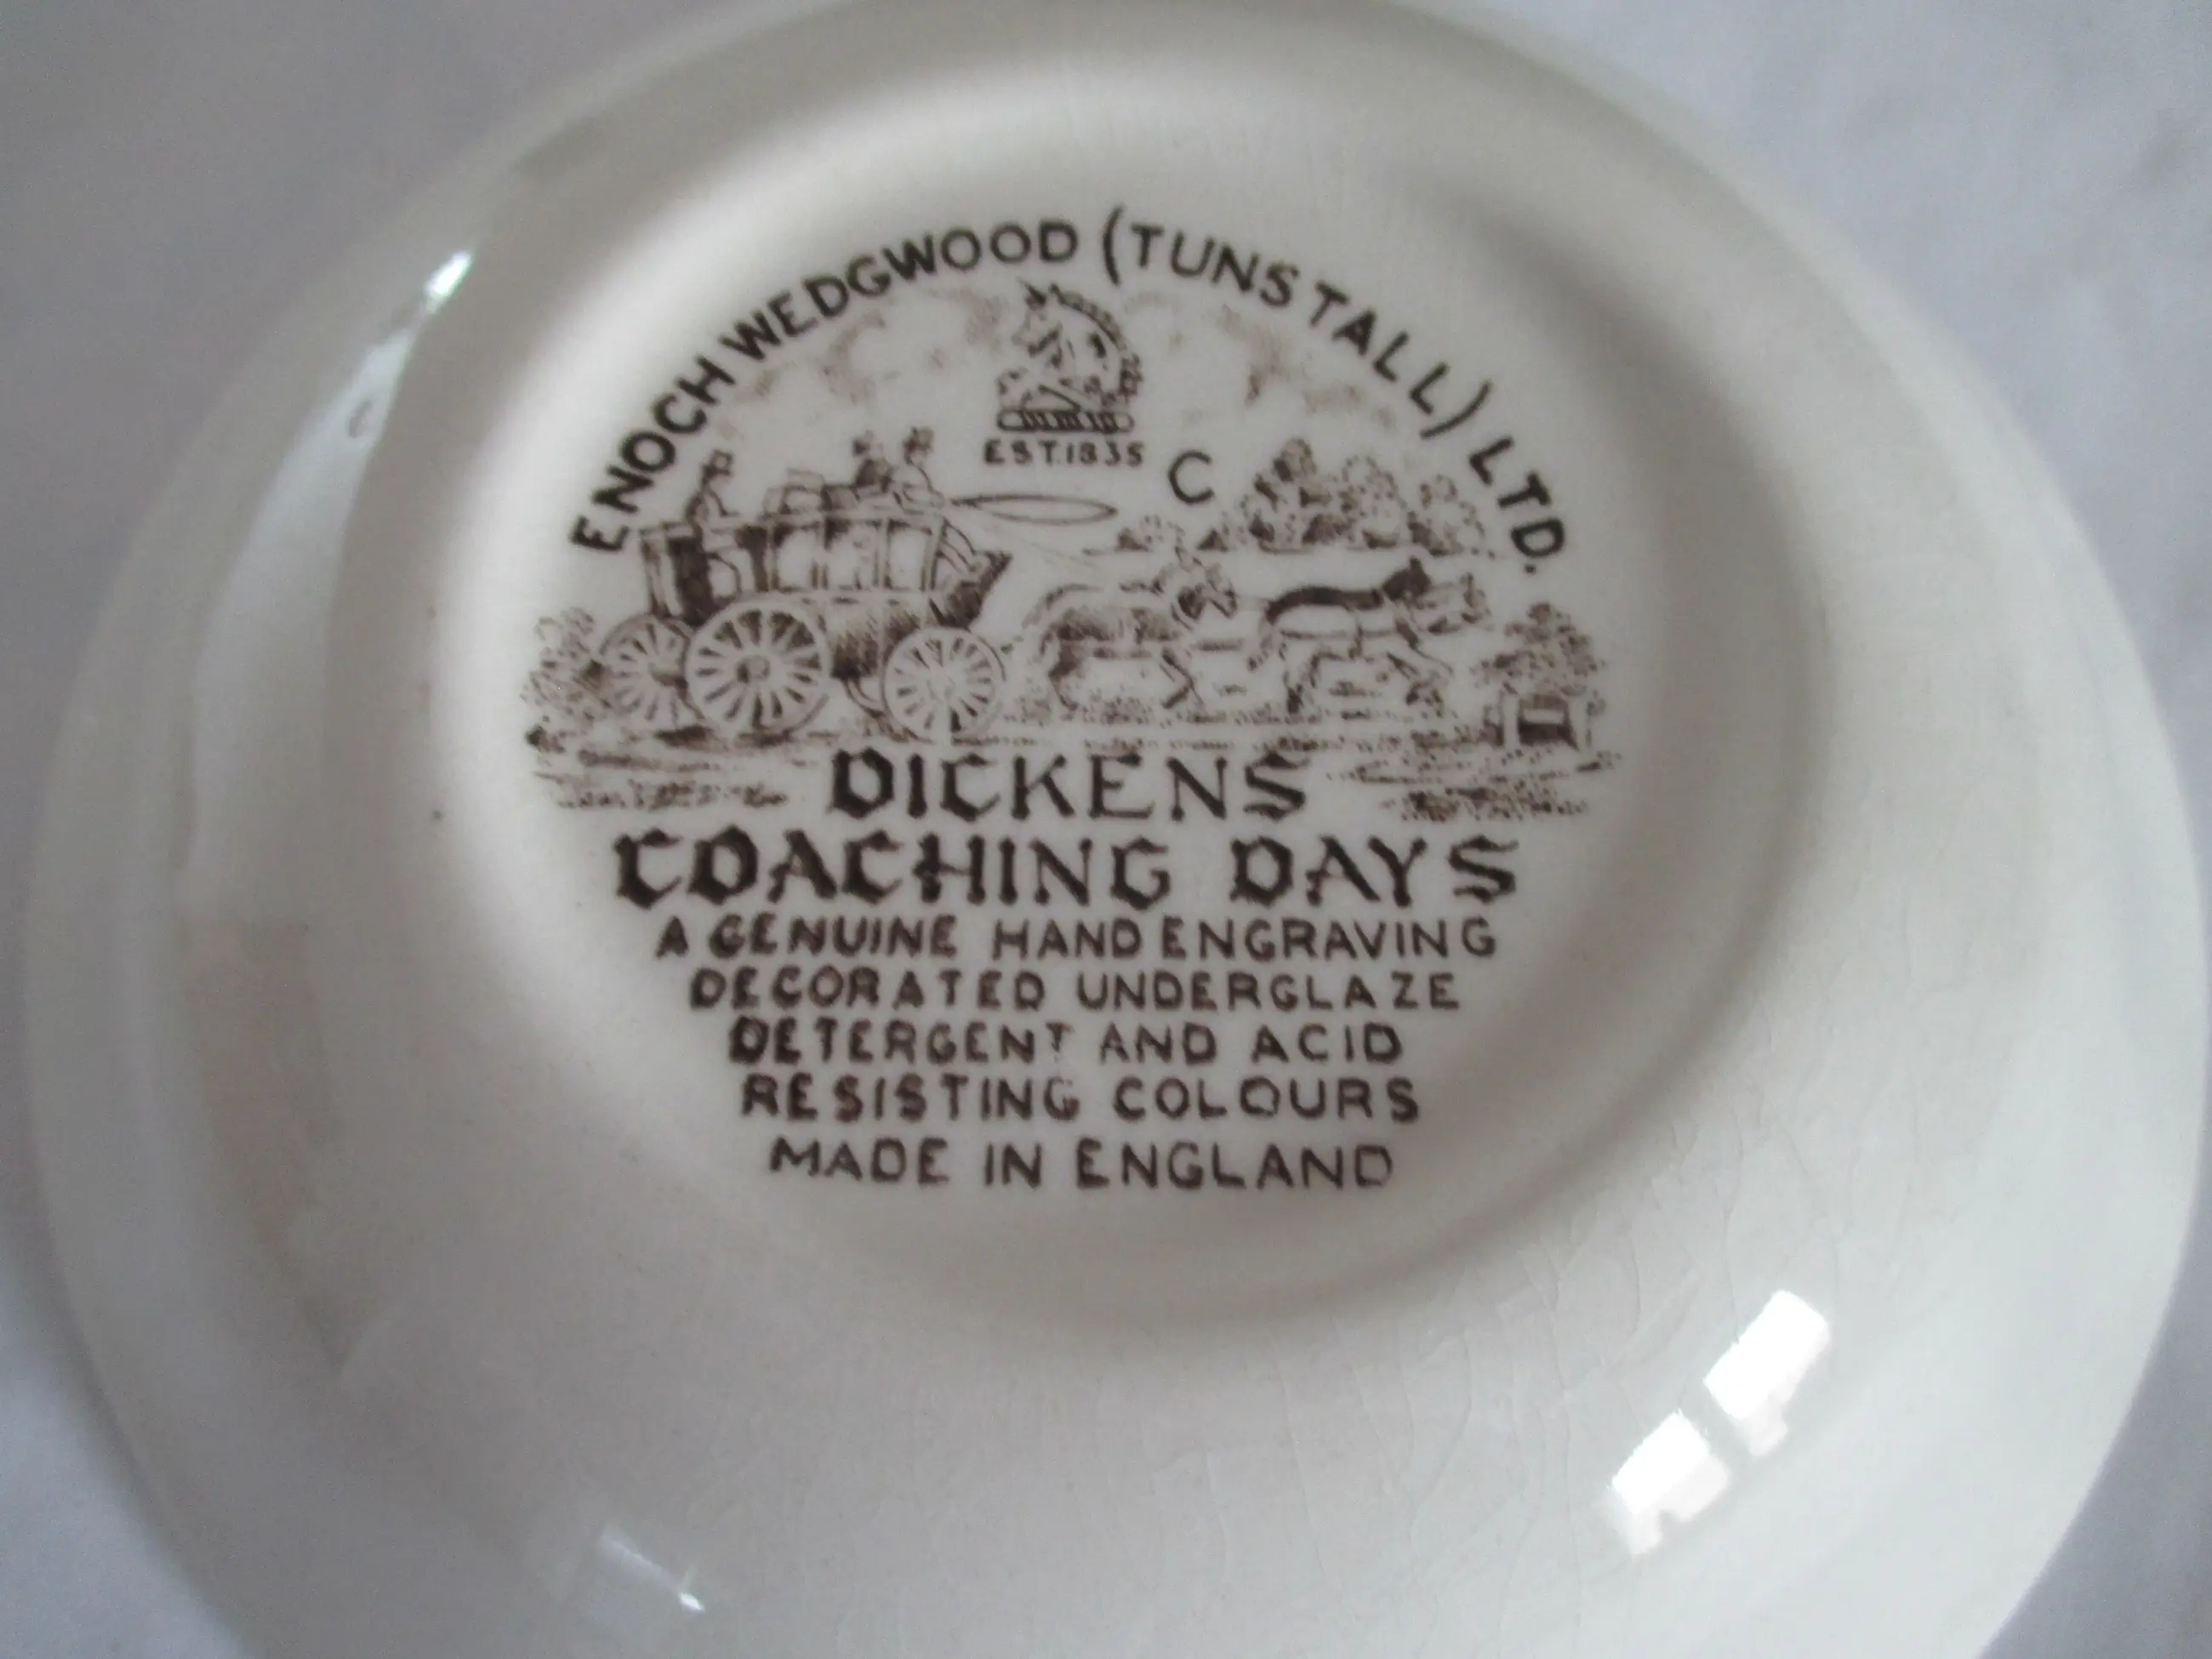 ENOCH WEDGWOOD (TUNSTALL) LTD.
EST. 1835
C
DICKENS
COACHING DAYS
A GENUINE HAND ENGRAVING
DECORATED UNDERGLAZE
DETERGENT AND ACID
RESISTING COLOURS
MADE IN ENGLAND